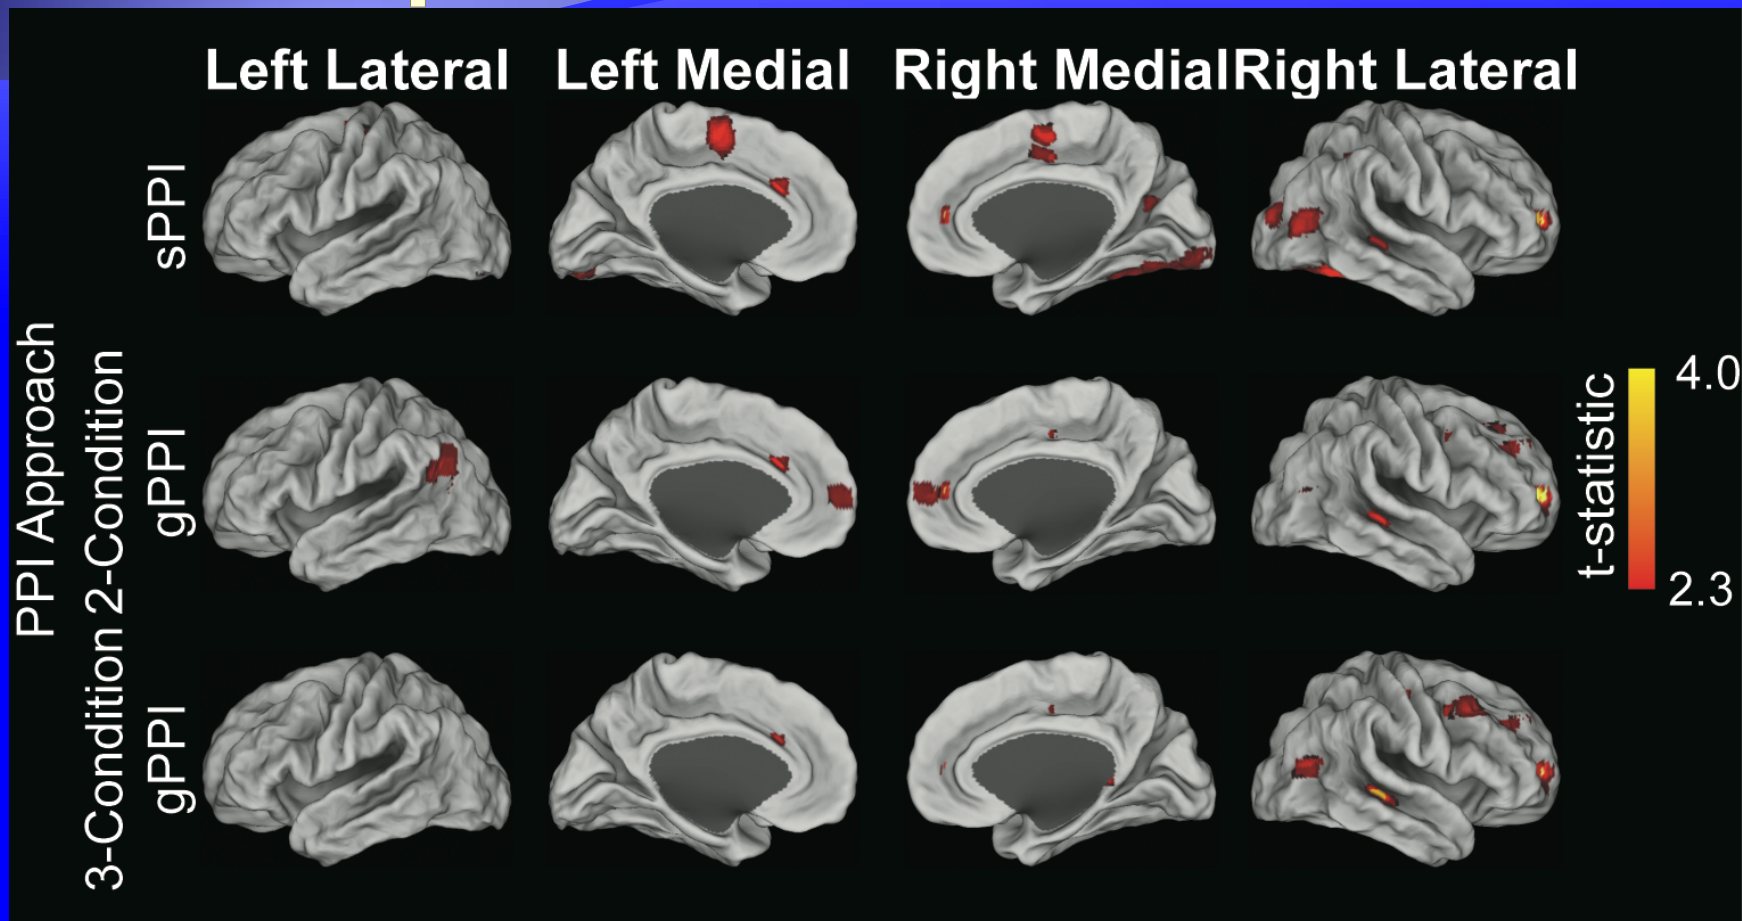 Left Lateral
Left Medial
Right Medial
Right Lateral
PPI Approach
sPPI
2-Condition
gPPI
3-Condition
gPPI
t-statistic
4.0
2.3